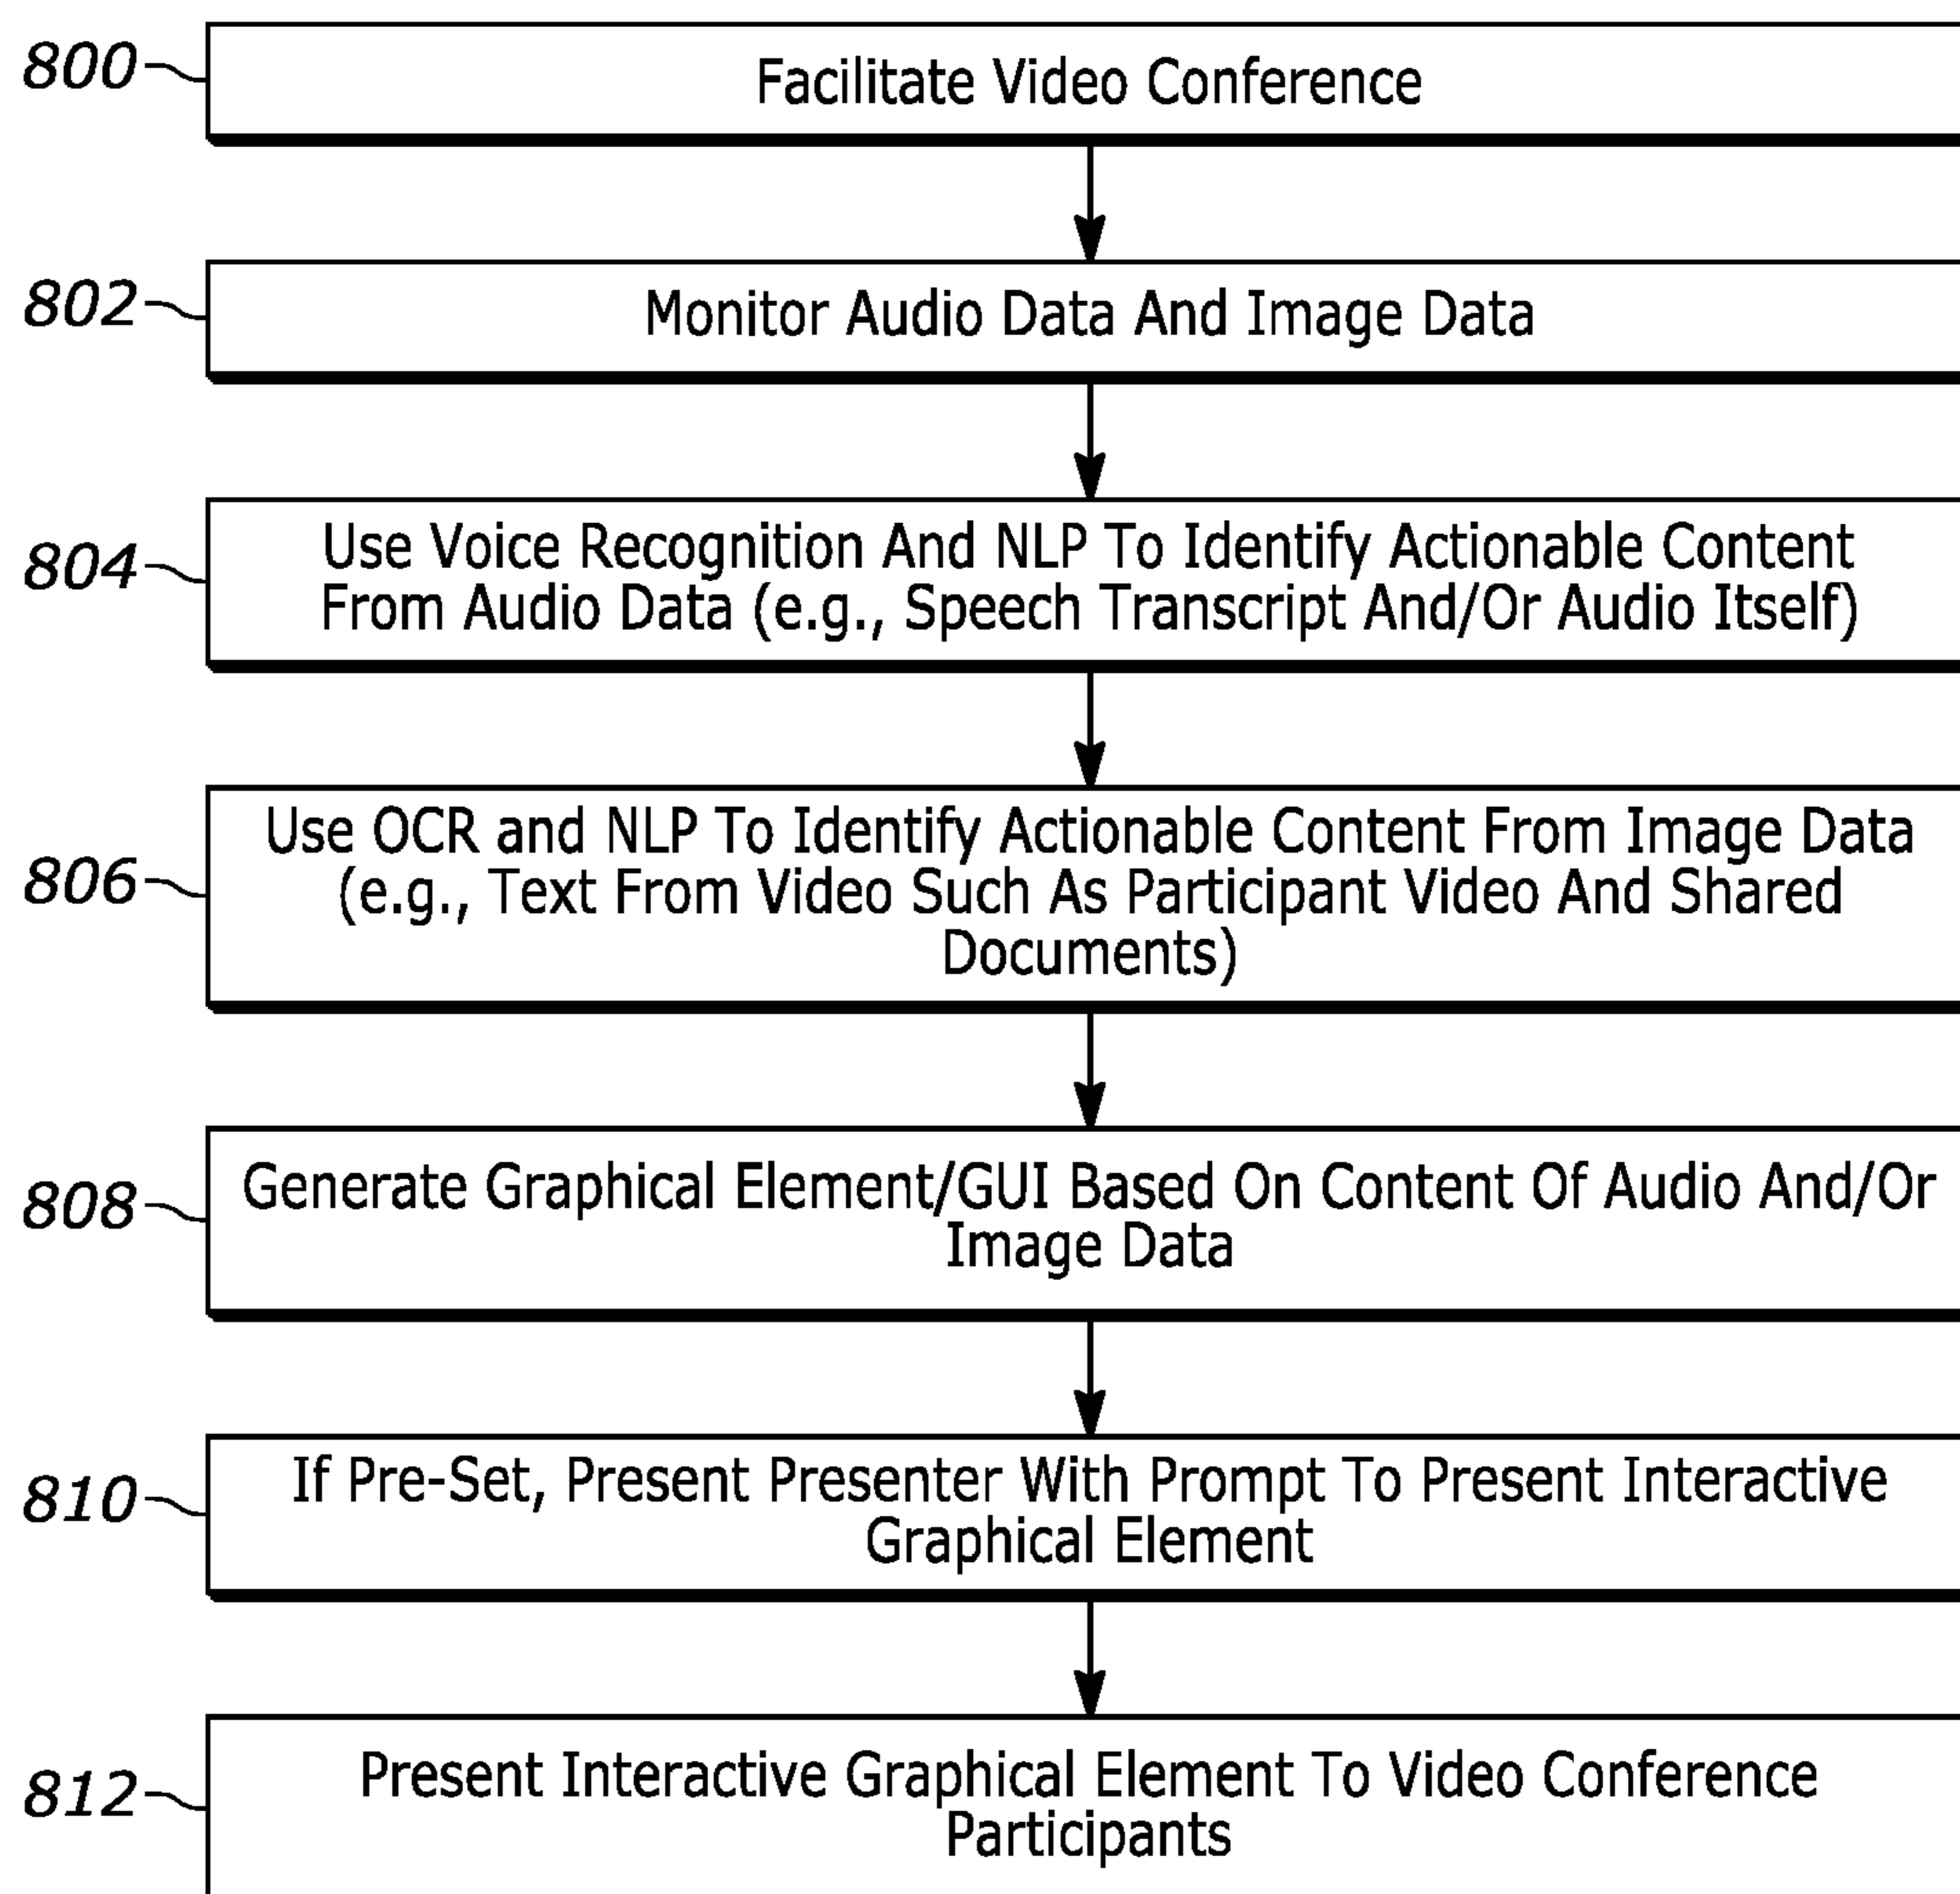 800
Facilitate Video Conference
802
Monitor Audio Data And Image Data
804
Use Voice Recognition And NLP To Identify Actionable Content
From Audio Data (e.g., Speech Transcript And/Or Audio Itself)
806
Use OCR and NLP To Identify Actionable Content From Image Data
(e.g., Text From Video Such As Participant Video And Shared
Documents)
808
Generate Graphical Element/GUI Based On Content Of Audio And/Or
Image Data
810
If Pre-Set, Present Presenter With Prompt To Present Interactive
Graphical Element
812
Present Interactive Graphical Element To Video Conference
Participants